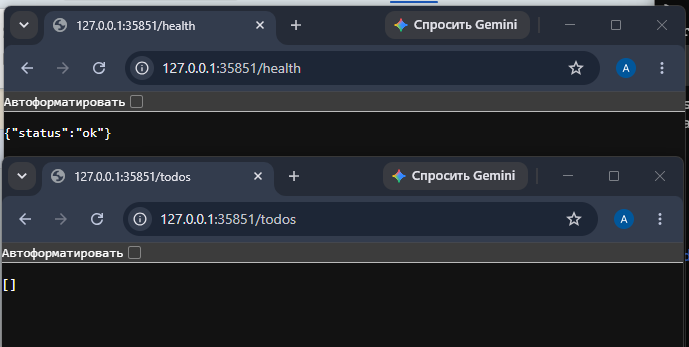 127.0.0.1:35851/health
Спросить Gemini
127.0.0.1:35851/health
A
Автоформатировать
{"status":"ok"}
127.0.0.1:35851/todos
Спросить Gemini
127.0.0.1:35851/todos
A
Автоформатировать
[]